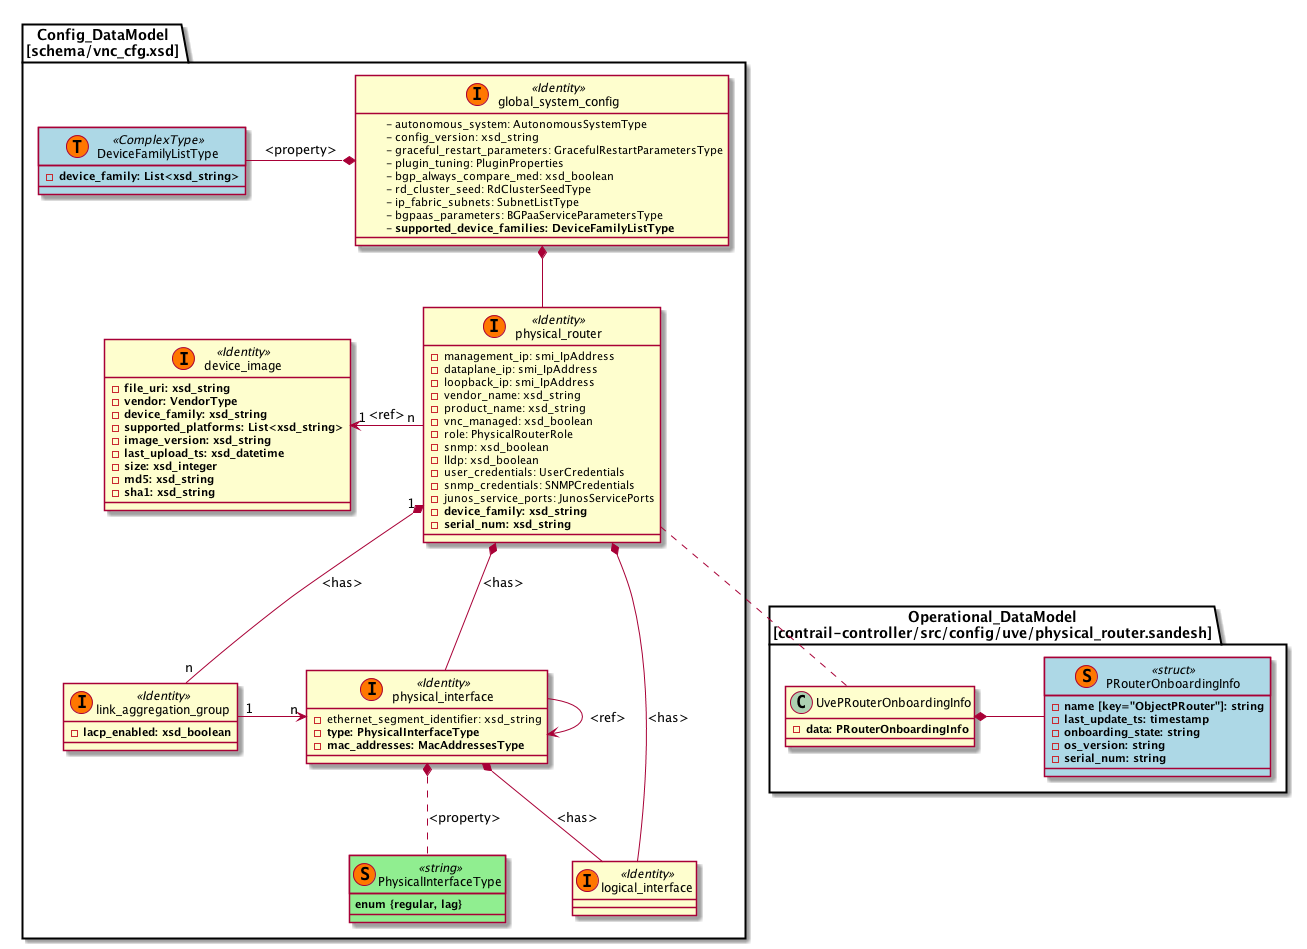 Config_DataModel
[schema/vnc_cfg.xsd]
«Identity»
I
global_system_config
- autonomous_system: AutonomousSystemType
- config_version: xsd_string
- graceful_restart_parameters: GracefulRestartParametersType
- plugin_tuning: PluginProperties
- bgp_always_compare_med: xsd_boolean
- rd_cluster_seed: RdClusterSeedType
- ip_fabric_subnets: SubnetListType
- bgpaas_parameters: BGPaaServiceParametersType
- supported_device_families: DeviceFamilyListType
«ComplexType»
T
DeviceFamilyListType
device_family: List<xsd_string>
<property>
«Identity»
I
physical_router
management_ip: smi_IpAddress
dataplane_ip: smi_IpAddress
loopback_ip: smi_IpAddress
vendor_name: xsd_string
product_name: xsd_string
vnc_managed: xsd_boolean
role: PhysicalRouterRole
snmp: xsd_boolean
lldp: xsd_boolean
user_credentials: UserCredentials
snmp_credentials: SNMPCredentials
junos_service_ports: JunosServicePorts
device_family: xsd_string
serial_num: xsd_string
«Identity»
I
device_image
file_uri: xsd_string
vendor: VendorType
device_family: xsd_string
supported_platforms: List<xsd_string>
image_version: xsd_string
last_upload_ts: xsd_datetime
size: xsd_integer
md5: xsd_string
sha1: xsd_string
1 <ref> n
1
<has>
<has>
n
«Identity»
I
link_aggregation_group
lacp_enabled: xsd_boolean
1
n
«Identity»
I
physical_interface
ethernet_segment_identifier: xsd_string
type: PhysicalInterfaceType
mac_addresses: MacAddressesType
<ref>
<has>
<property>
<has>
«string»
S
PhysicalInterfaceType
enum {regular, lag}
«Identity»
I
logical_interface
Operational_DataModel
[contrail-controller/src/config/uve/physical_router.sandesh]
C
UvePRouterOnboardingInfo
data: PRouterOnboardingInfo
«struct»
S
PRouterOnboardingInfo
name [key="ObjectPRouter"]: string
last_update_ts: timestamp
onboarding_state: string
os_version: string
serial_num: string